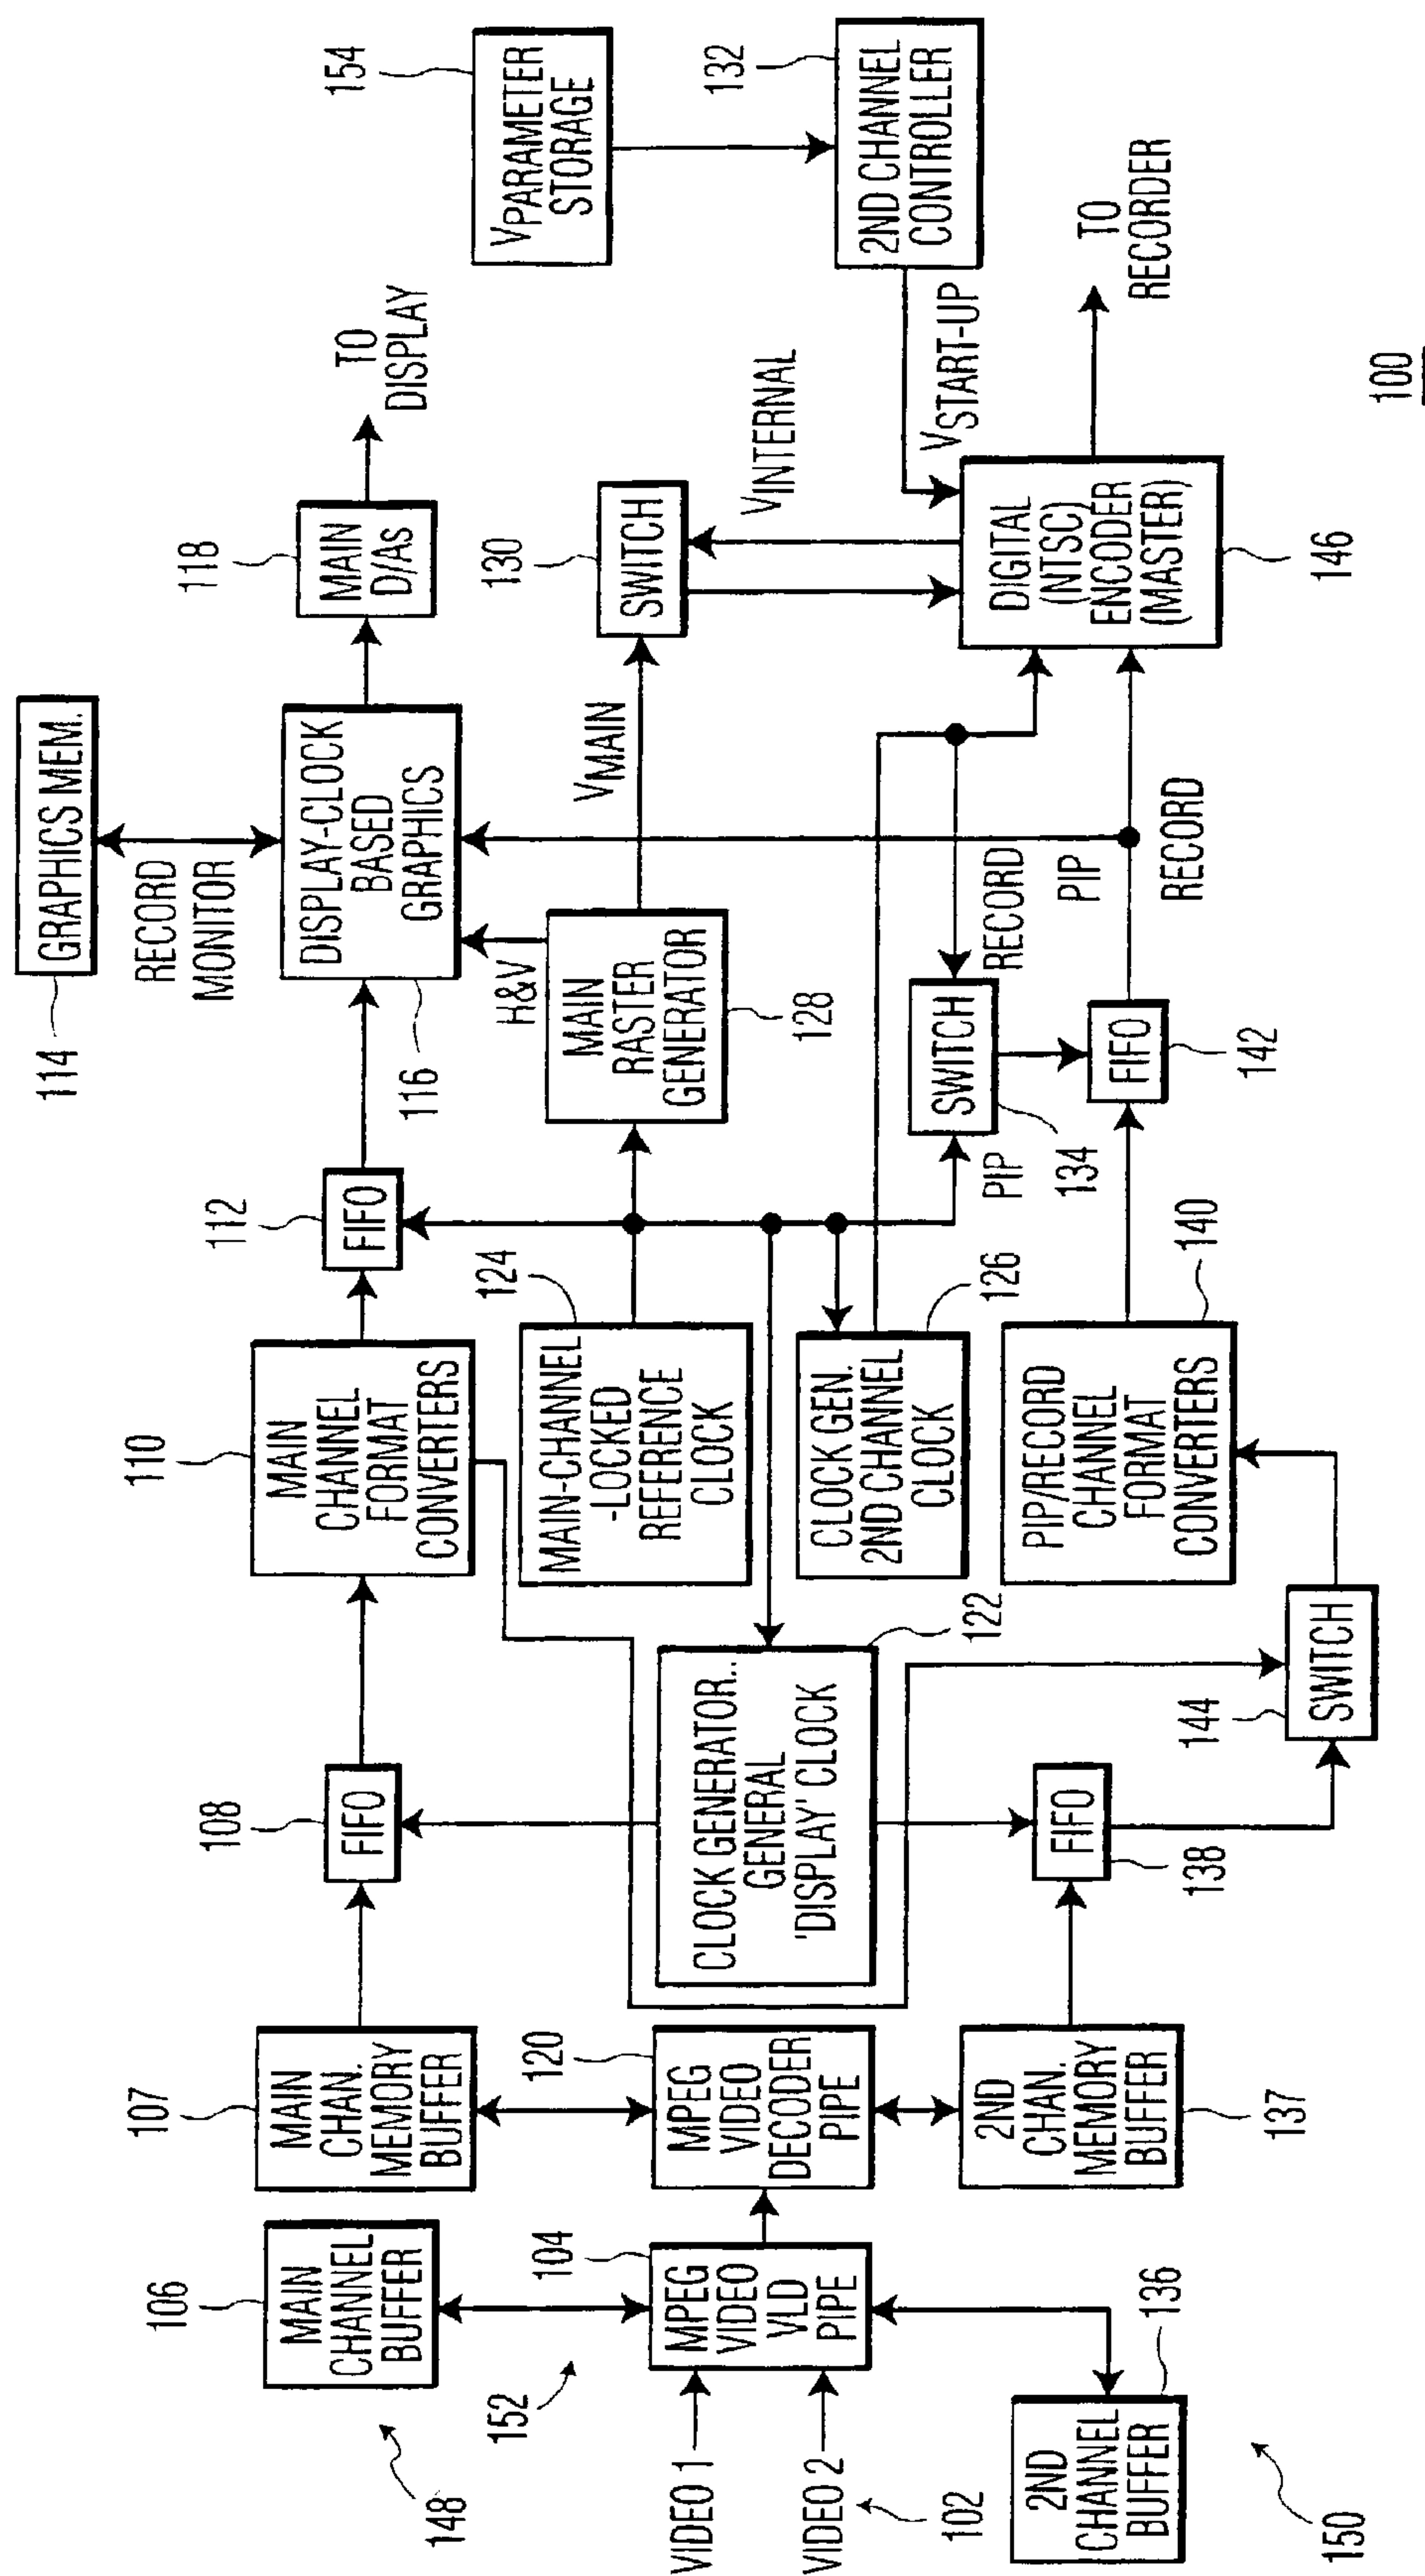 GRAPHICS MEM.
114
RECORD
MONITOR
MAIN
CHANNEL
BUFFER
106
148
MAIN
CHAN.
MEMORY
BUFFER
107
FIFO
108
MAIN
CHANNEL
FORMAT
CONVERTERS
110
FIFO
112
DISPLAY-CLOCK
BASED
GRAPHICS
116
MAIN
D/AS
118
TO
DISPLAY
VPARAMETER
STORAGE
154
VIDEO 1
VIDEO 2
102
152
MPEG
VIDEO
VLD
PIPE
104
MPEG
VIDEO
DECODER
PIPE
120
CLOCK GENERATOR..
GENERAL
'DISPLAY' CLOCK
122
MAIN-CHANNEL
-LOCKED
REFERENCE
CLOCK
124
H&V
MAIN
RASTER
GENERATOR
128
VMAIN
SWITCH
130
VINTERNAL
CLOCK GEN.
2ND CHANNEL
CLOCK
126
PIP
SWITCH
134
RECORD
PIP
2ND CHANNEL
CONTROLLER
132
VSTART-UP
2ND
CHANNEL
BUFFER
136
150
2ND
CHAN.
MEMORY
BUFFER
137
FIFO
138
SWITCH
144
PIP/RECORD
CHANNEL
FORMAT
CONVERTERS
140
FIFO
142
RECORD
DIGITAL
(NTSC)
ENCODER
(MASTER)
146
TO
RECORDER
100